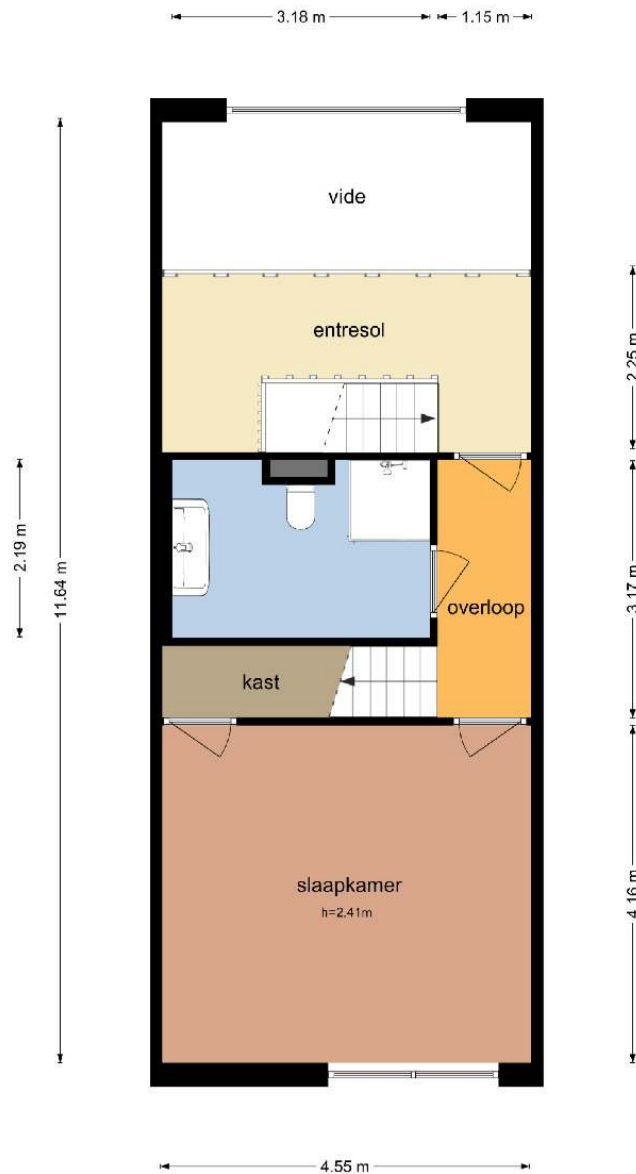 3.18 m
1.15 m
vide
entresol
2.25 m
2.19 m
11.64 m
3.17 m
overloop
kast
slaapkamer
h=2.41m
4.16 m
4.55 m